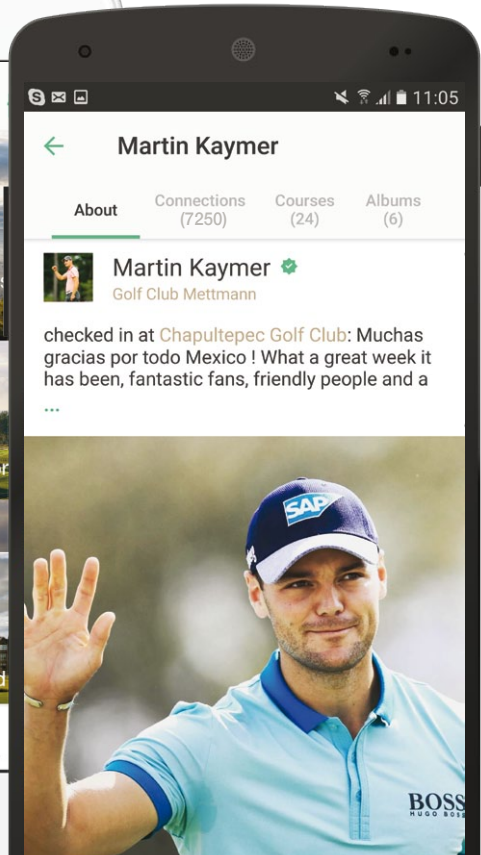 11:05
Martin Kaymer
About
Connections
(7250)
Courses
(24)
Albums
(6)
Martin Kaymer
Golf Club Mettmann
checked in at Chapultepec Golf Club: Muchas
gracias por todo Mexico ! What a great week it
has been, fantastic fans, friendly people and a
...
SAP
BOSS
HUGO BOSS